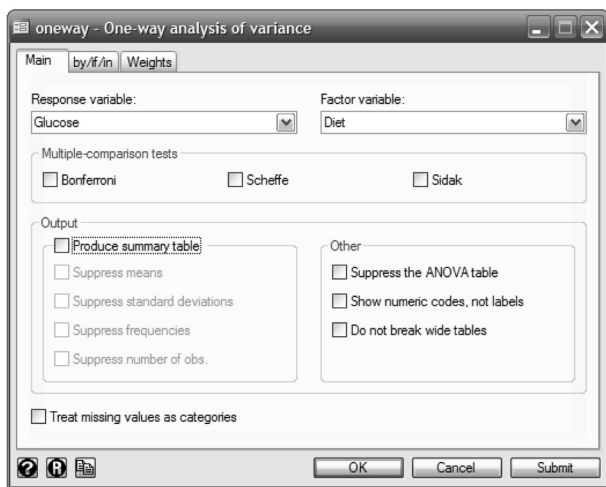 oneway - One-way analysis of variance
Main by/if/in Weights
Response variable: Factor variable:
Glucose Diet
Multiple-comparison tests
Bonferroni Scheffe Sidak
Output
Produce summary table
Suppress means
Suppress standard deviations
Suppress frequencies
Suppress number of obs.
Other
Suppress the ANOVA table
Show numeric codes, not labels
Do not break wide tables
Treat missing values as categories
? R OK Cancel Submit